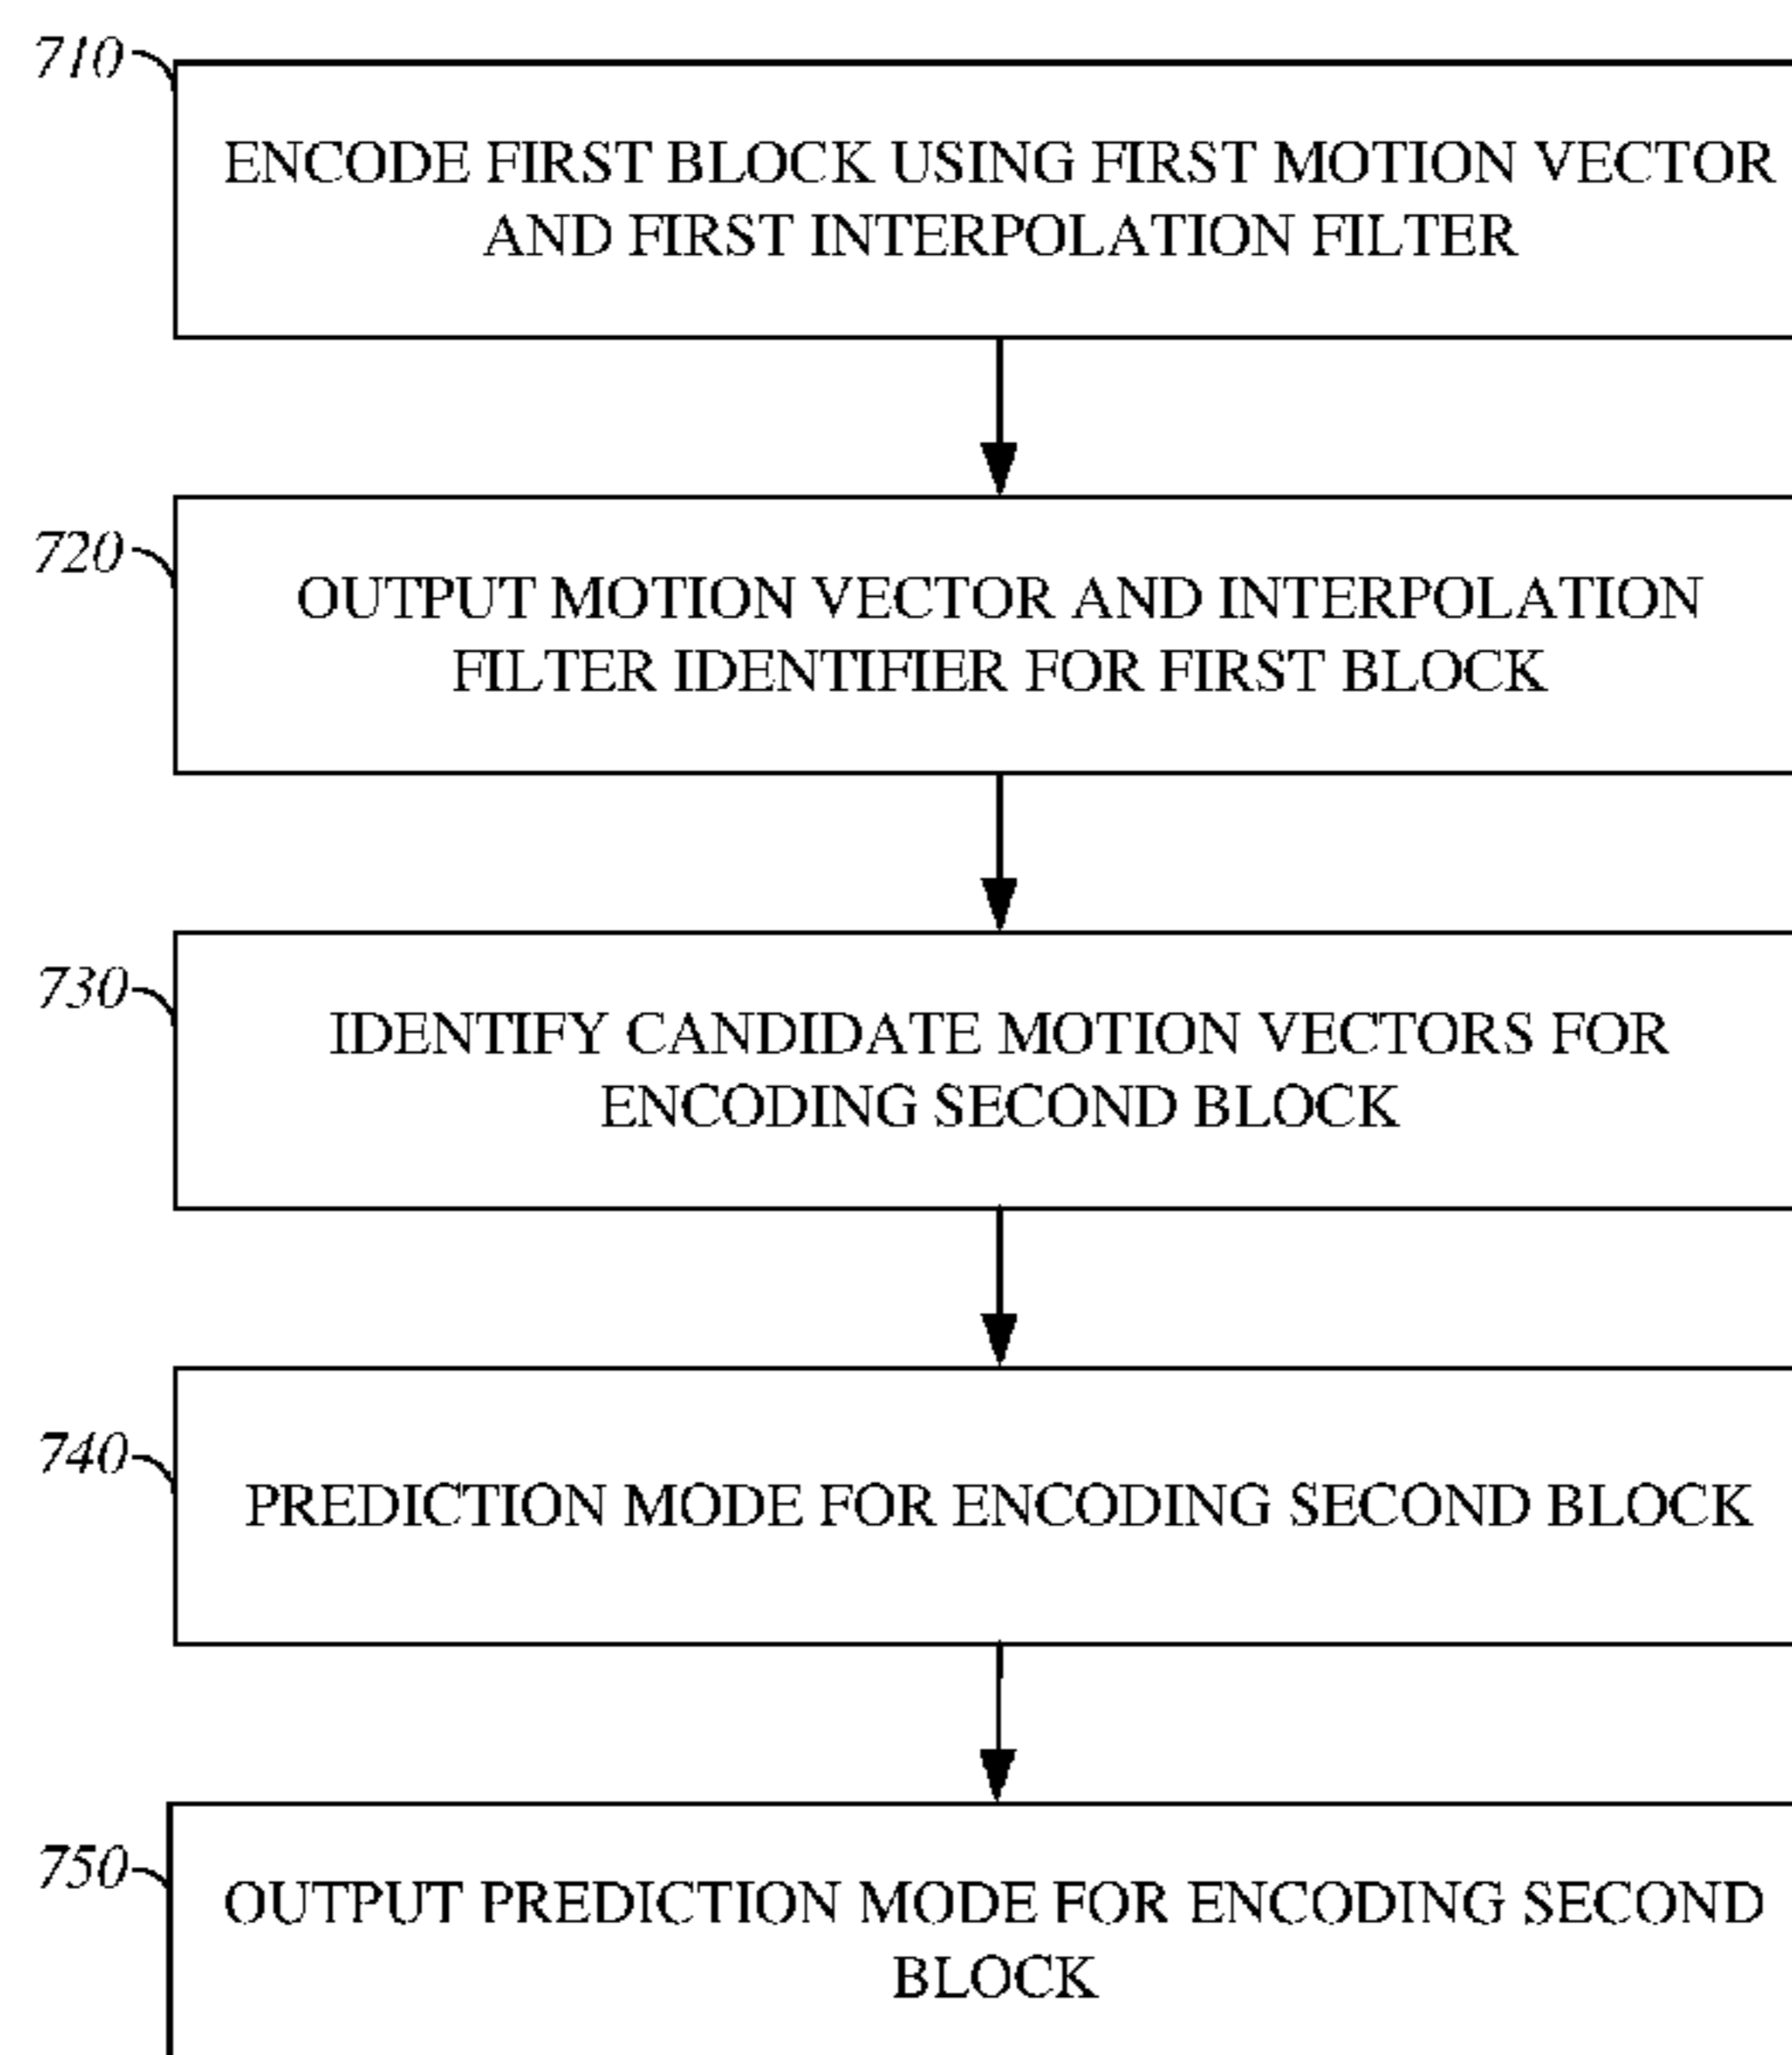 710
ENCODE FIRST BLOCK USING FIRST MOTION VECTOR
AND FIRST INTERPOLATION FILTER
720
OUTPUT MOTION VECTOR AND INTERPOLATION
FILTER IDENTIFIER FOR FIRST BLOCK
730
IDENTIFY CANDIDATE MOTION VECTORS FOR
ENCODING SECOND BLOCK
740
PREDICTION MODE FOR ENCODING SECOND BLOCK
750
OUTPUT PREDICTION MODE FOR ENCODING SECOND
BLOCK